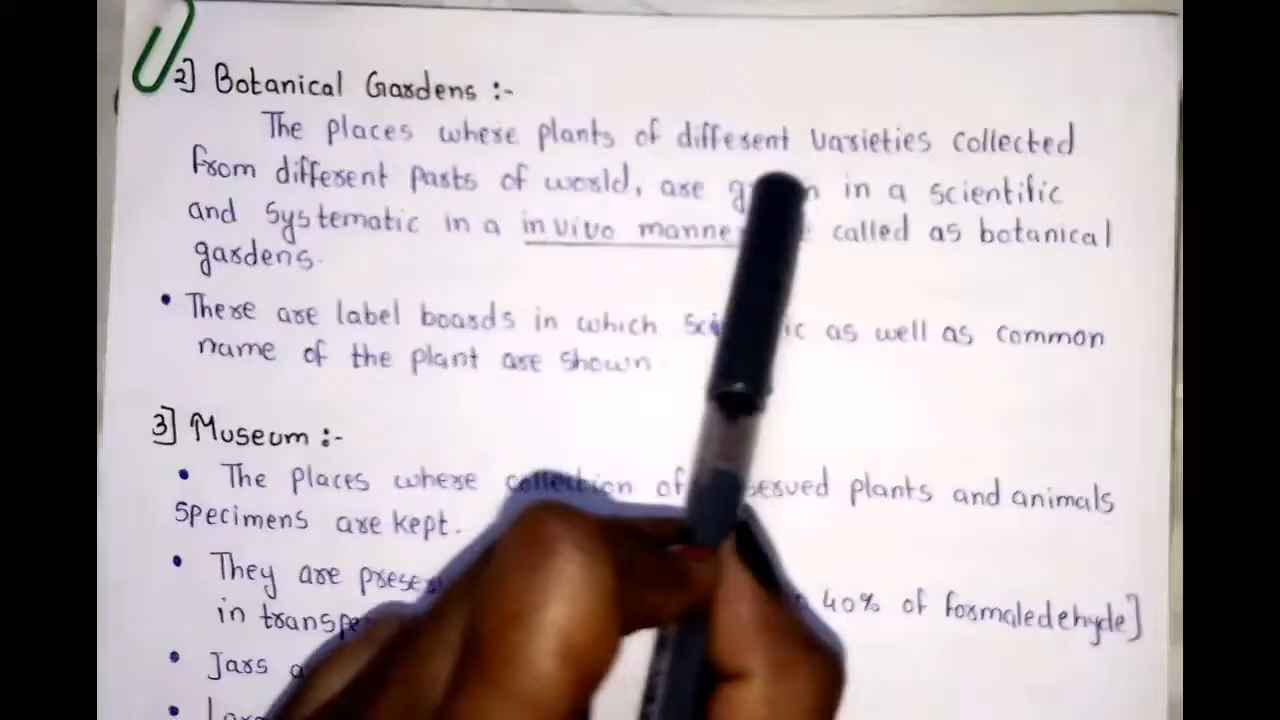 2] Botanical Gardens :-
The places where plants of different varieties collected
from different parts of world, are in a scientific
and systematic in a in vivo called as botanical
gardens.
• There are label boards in which as well as common
name of the plant are shown
3] Museum :-
• The places where collection of plants and animals
specimens are kept.
• They are 40% of formaledehyde]
in
• Jars